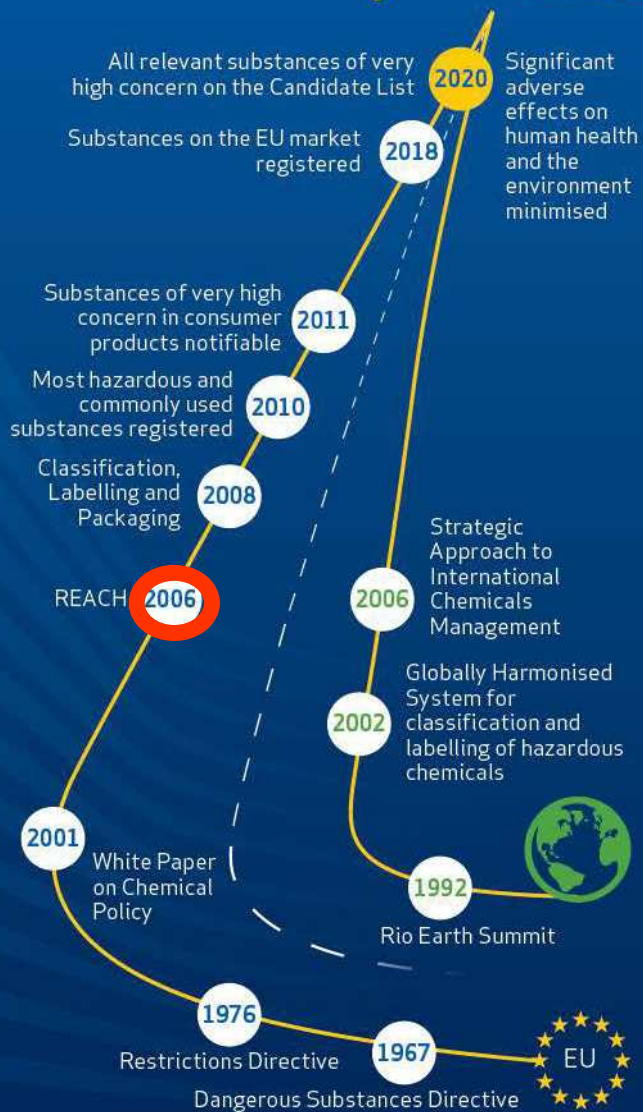 All relevant substances of very
high concern on the Candidate List
2020
Significant
adverse
effects on
human health
and the
environment
minimised
Substances on the EU market
registered
2018
Substances of very high
concern in consumer
products notifiable
2011
Most hazardous and
commonly used
substances registered
2010
Classification,
Labelling and
Packaging
2008
REACH
2006
2006
Strategic
Approach to
International
Chemicals
Management
2002
Globally Harmonised
System for
classification and
labelling of hazardous
chemicals
2001
White Paper
on Chemical
Policy
1992
Rio Earth Summit
1976
Restrictions Directive
1967
Dangerous Substances Directive
EU